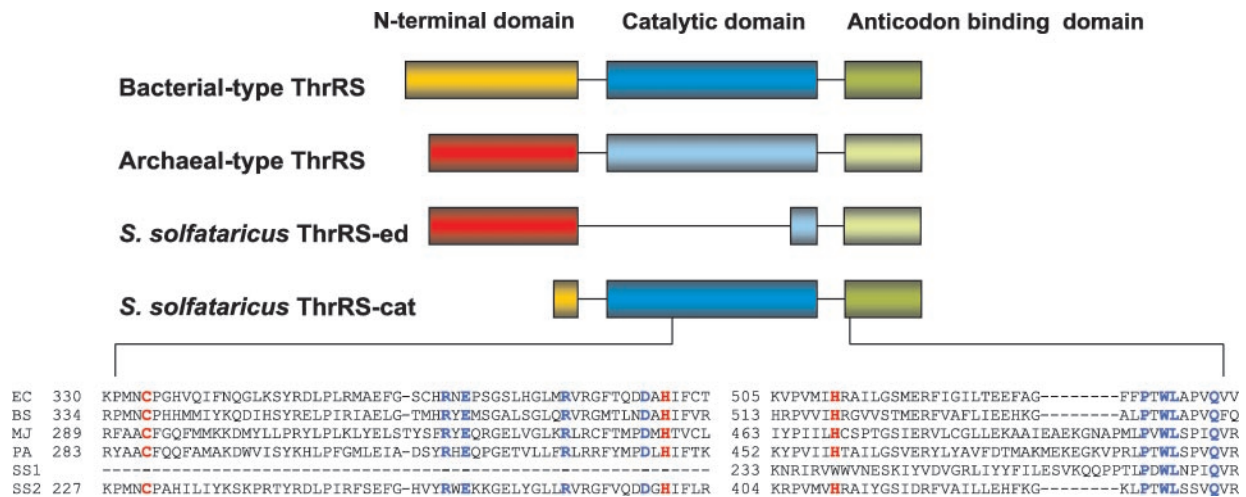 N-terminal domain Catalytic domain Anticodon binding domain
Bacterial-type ThrRS
Archaeal-type ThrRS
S. solfataricus ThrRS-ed
S. solfataricus ThrRS-cat
EC 330 KPMNCPGHVQIFNQGLKSYRDLPLRMAEFG-SCHRNEPSGSLHGLMRVRGFTQDDAHIFCT 505 KVPVMIHRAILGSMERFIGILTEEFAG---------FFPTWLAPVQVV
BS 334 RPMNCPHHMMIYKQDIHSYRELPIRIAELG-TMHRYEMSGALSGLQRVRGMTLNDAHIFVR 513 HRPVVIHRGVVSTMERFVAFLIEEHKG---------ALPTWLAPVQFQ
MJ 289 RFAACFGQFMMKKDMYLLPRYLPLKLYELSTYSFRYEQRGELVGLKRLRCFTMPDMHTVCL 463 IYPIILHCSPTGSIERVLCGLLEKAAIEAEKGNAPMLPVWLSPIQVR
PA 283 RYAACFQQFAMAKDWVISYKHLPFGMLEIA-DSYRHEQPGETVLLFRLRRFYMPDLHIFTK 452 KYPVIIHTAILGSVERYLYAVFDTMAKMEKEGKVPRLPTWLSPVQVR
SS1 ------------------------------------------------------------- 233 KNRIRVWWVNESKIYVDVGRLIYYFILESVKQQPPTLPDWLNPIQVR
SS2 227 KPMNCPAHILIYKSKPRTYRDLPIRFSEFG-HVYRWEKKGELYGLLRVRGFVQDDGHIFLR 404 KRPVMVHRAIYGSIDRFVAILLEHFKG---------KLPTWLSSVQVR